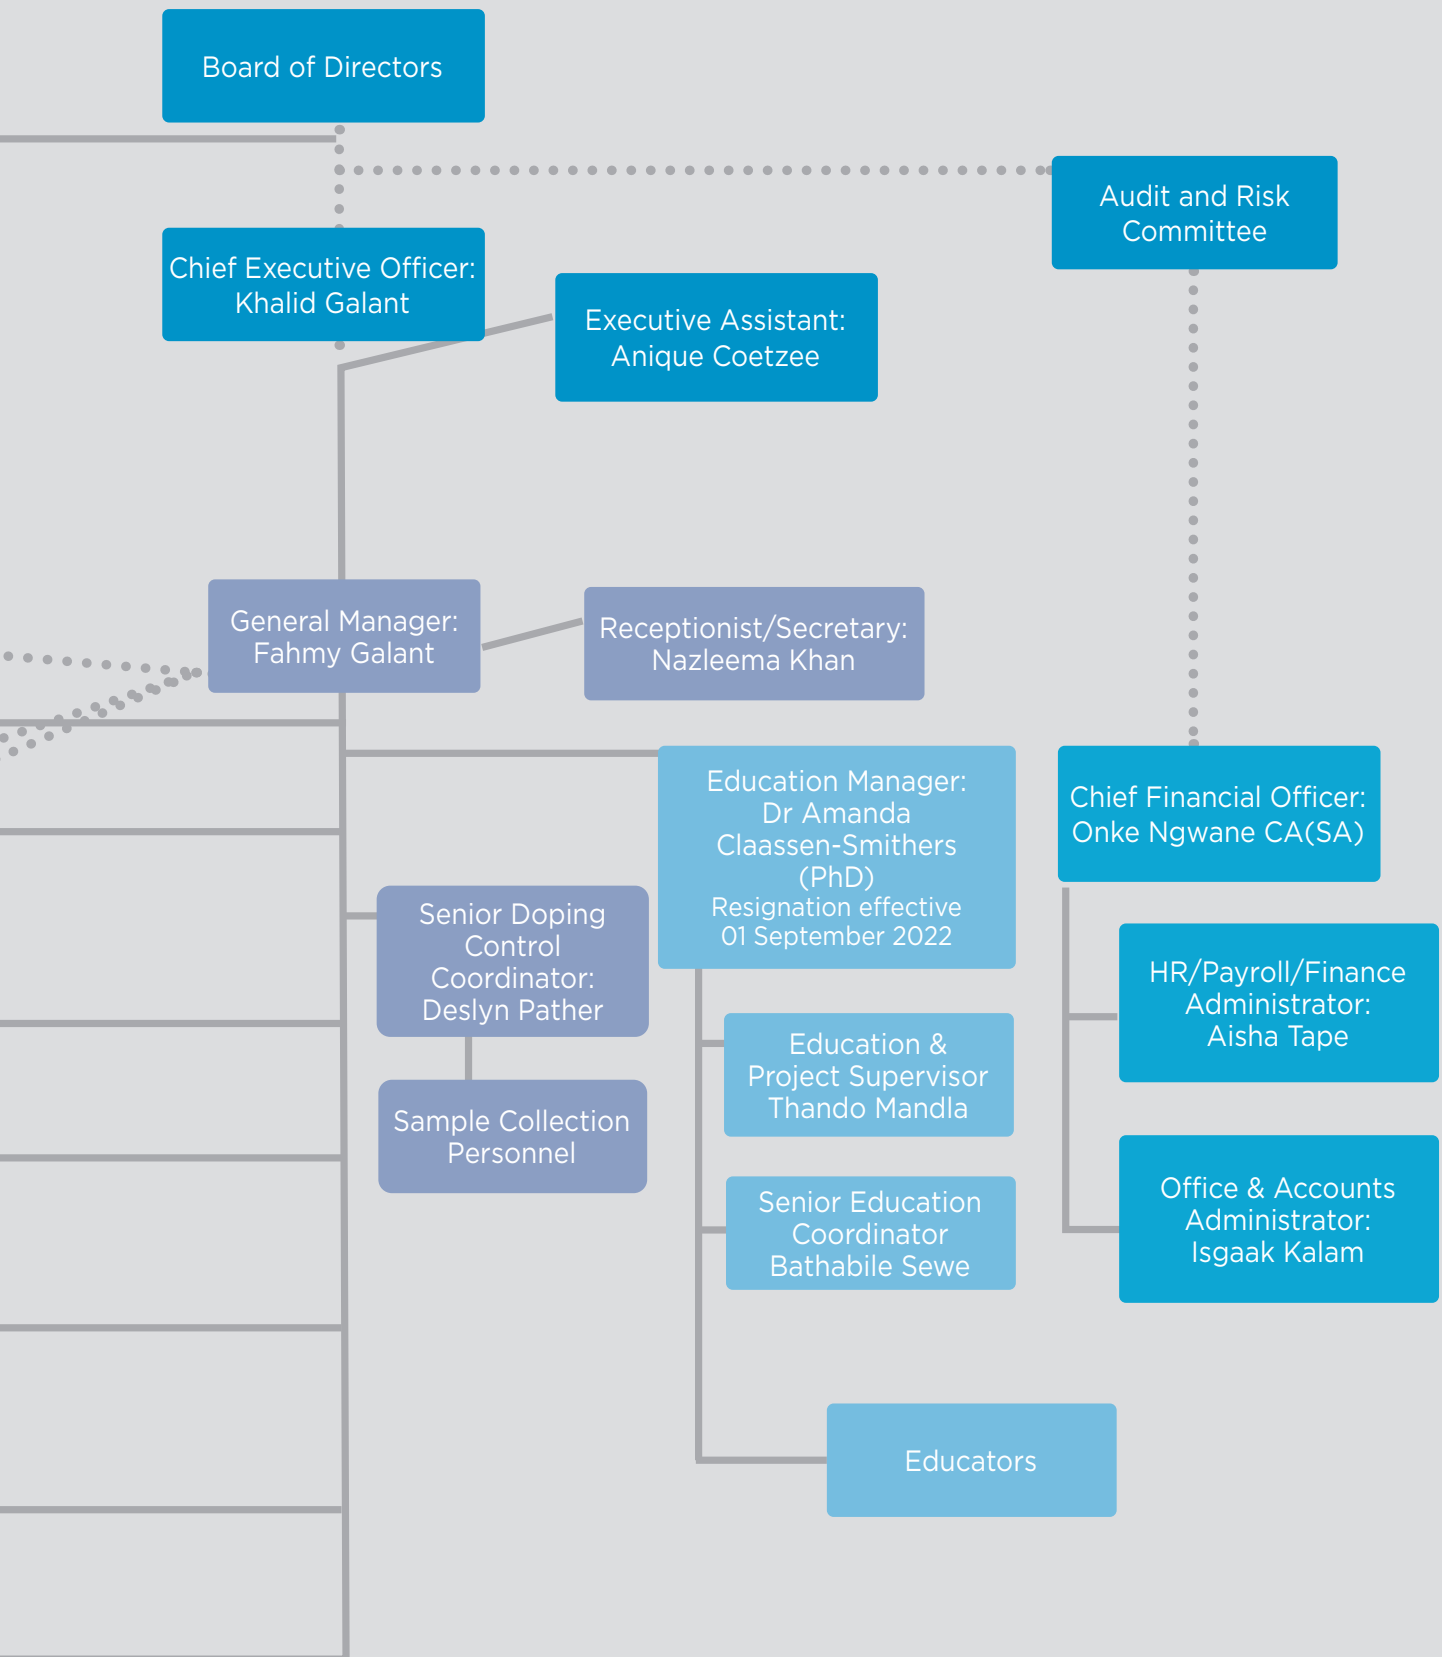 Board of Directors
Audit and Risk
Committee
Chief Executive Officer:
Khalid Galant
Executive Assistant:
Anique Coetzee
General Manager:
Fahmy Galant
Receptionist/Secretary:
Nazleema Khan
Education Manager:
Dr Amanda
Claassen-Smithers
(PhD)
Resignation effective
01 September 2022
Chief Financial Officer:
Onke Ngwane CA(SA)
Senior Doping
Control
Coordinator:
Deslyn Pather
HR/Payroll/Finance
Administrator:
Aisha Tape
Education &
Project Supervisor
Thando Mandla
Sample Collection
Personnel
Senior Education
Coordinator
Bathabile Sewe
Office & Accounts
Administrator:
Isgaak Kalam
Educators